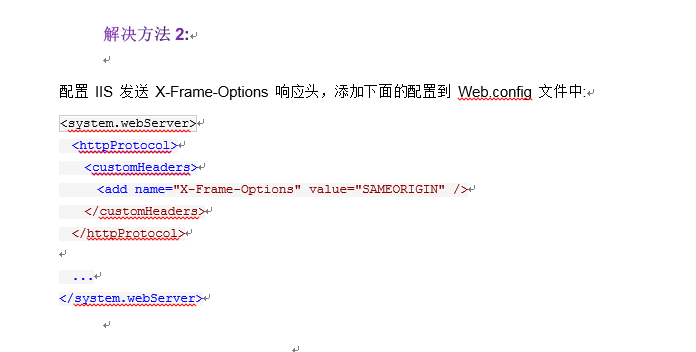 解决方法 2:
配置 IIS 发送 X-Frame-Options 响应头，添加下面的配置到 Web.config 文件中:
<system.webServer>
<httpProtocol>
<customHeaders>
<add name="X-Frame-Options" value="SAMEORIGIN" />
</customHeaders>
</httpProtocol>
...
</system.webServer>